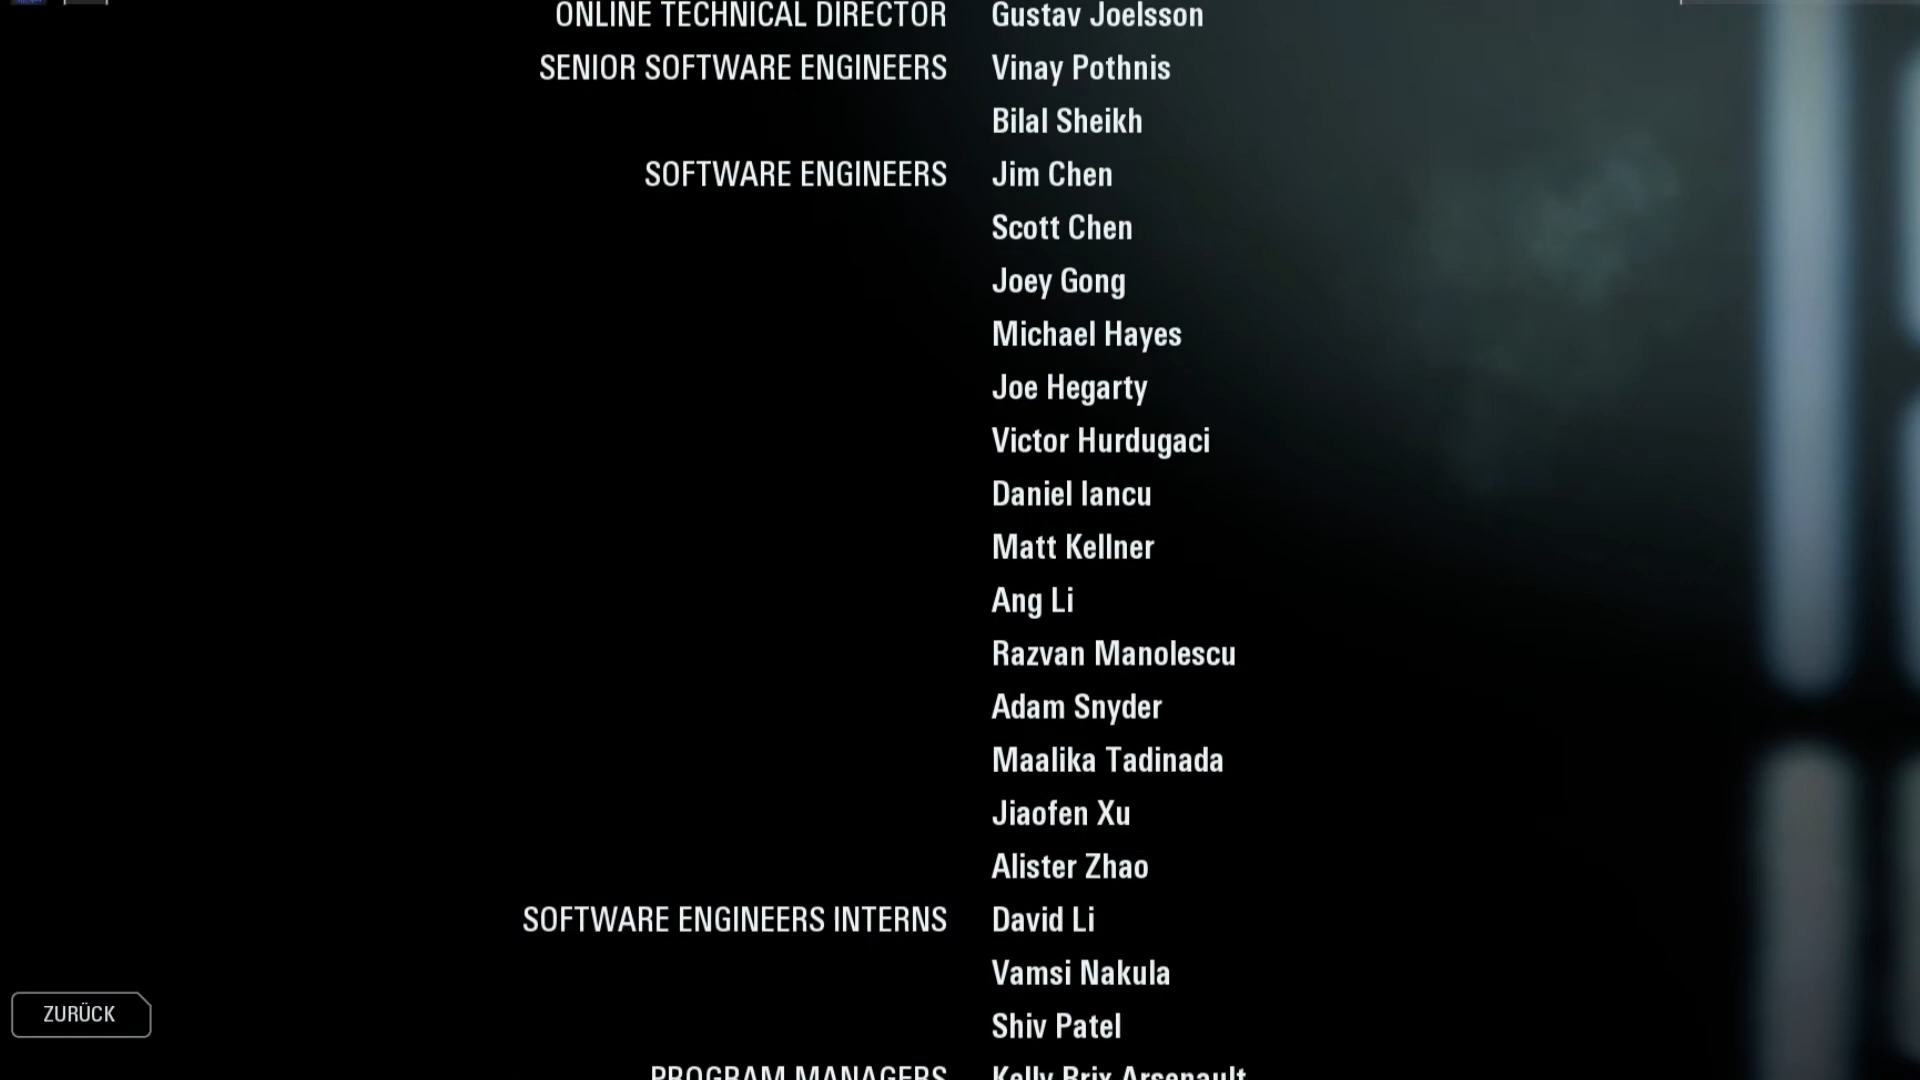 ONLINE TECHNICAL DIRECTOR Gustav Joelsson
SENIOR SOFTWARE ENGINEERS Vinay Pothnis
Bilal Sheikh
SOFTWARE ENGINEERS Jim Chen
Scott Chen
Joey Gong
Michael Hayes
Joe Hegarty
Victor Hurdugaci
Daniel Iancu
Matt Kellner
Ang Li
Razvan Manolescu
Adam Snyder
Maalika Tadinada
Jiaofen Xu
Alister Zhao
SOFTWARE ENGINEERS INTERNS David Li
Vamsi Nakula
Shiv Patel
ZURÜCK
PROGRAM MANAGERS Kelly Brix Arsenault